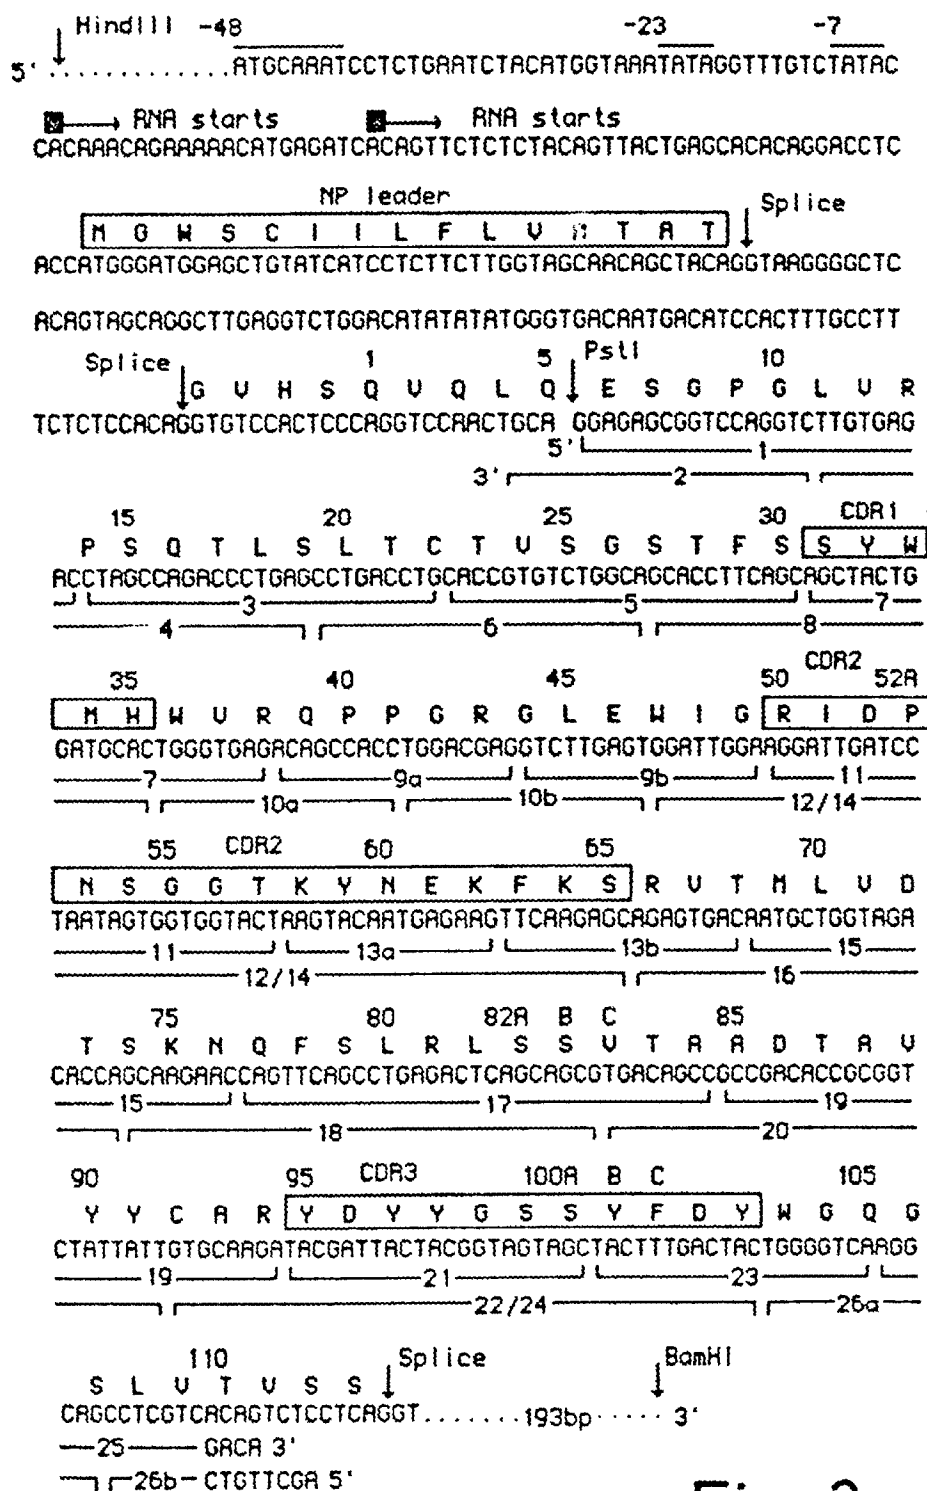 HindIII -48 -23 -7
5' ............ATGCAAATCCTCTGAATCTACATGGTAAATATAGGTTTGTCTATAC
RNA starts RNA starts
CACAAACAGAAAAACATGAGATCACAGTTCTCTCTACAGTTACTGAGCACACAGGACCTC
NP leader Splice
M G W S C I I L F L V T A T
ACCATGGGATGGAGCTGTATCATCCTCTTCTTGGTAGCAACAGCTACAGGTAAGGGGCTC
ACAGTAGCAGGCTTGAGGTCTGGACATATATATGGGTGACAATGACATCCACTTTGCCTT
Splice 1 5 PstI 10
G V H S Q V Q L Q E S G P G L V R
TCTCTCCACAGGTGTCCACTCCCAGGTCCAACTGCA GGAGAGCGGTCCAGGTCTTGTGAG
5' 1
3' 2
15 20 25 30 CDR1
P S Q T L S L T C T V S G S T F S S Y W
ACCTAGCCAGACCCTGAGCCTGACCTGCACCGTGTCTGGCAGCACCTTCAGCAGCTACTG
3 5 7
4 6 8
35 40 45 50 CDR2 52A
M H W V R Q P P G R G L E W I G R I D P
GATGCACTGGGTGAGACAGCCACCTGGACGAGGTCTTGAGTGGATTGGAAGGATTGATCC
7 9a 9b 11
10a 10b 12/14
55 CDR2 60 65 70
N S G G T K Y N E K F K S R V T M L V D
TAATAGTGGTGGTACTAAGTACAATGAGAAGTTCAAGAGCAGAGTGACAATGCTGGTAGA
11 13a 13b 15
12/14 16
75 80 82A B C 85
T S K N Q F S L R L S S V T A A D T A V
CACCAGCAAGAACCAGTTCAGCCTGAGACTCAGCAGCGTGACAGCCGCCGACACCGCGGT
15 17 19
18 20
90 95 CDR3 100A B C 105
Y Y C A R Y D Y Y G S S Y F D Y W G Q G
CTATTATTGTGCAAGATACGATTACTACGGTAGTAGCTACTTTGACTACTGGGGTCAAGG
19 21 23
22/24 26a
110 Splice BamHI
S L V T V S S
CAGCCTCGTCACAGTCTCCTCAGGT.......193bp..... 3'
25 GACA 3'
26b CTGTTCGA 5'